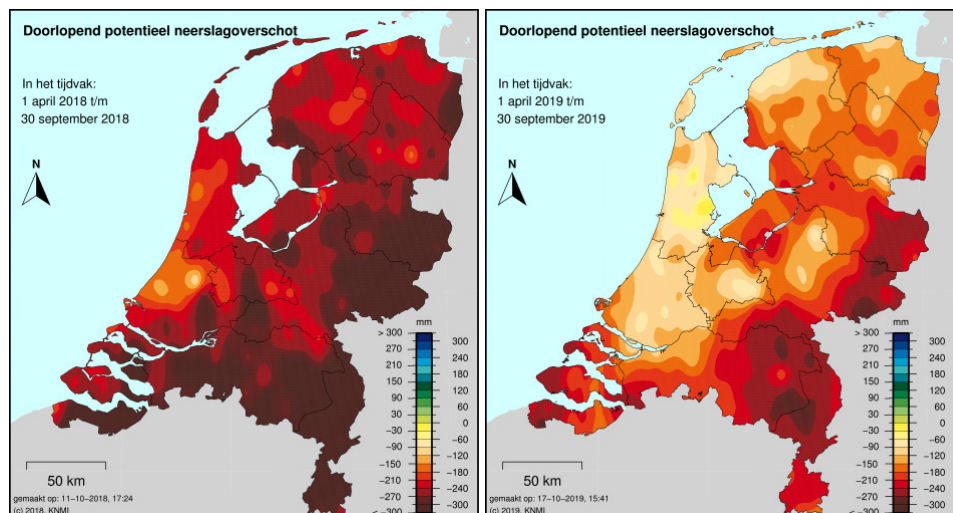 Doorlopend potentieel neerslagoverschot
In het tijdvak:
1 april 2018 t/m
30 september 2018
N
mm
> 300
300
270
240
210
180
150
120
90
60
30
0
−30
−60
−90
−120
−150
−180
−210
−240
−270
−300
< 300
50 km
gemaakt op: 11−10−2018, 17:24
(c) 2018, KNMI
Doorlopend potentieel neerslagoverschot
In het tijdvak:
1 april 2019 t/m
30 september 2019
N
mm
> 300
300
270
240
210
180
150
120
90
60
30
0
−30
−60
−90
−120
−150
−180
−210
−240
−270
−300
50 km
gemaakt op: 17−10−2019, 15:41
(c) 2019, KNMI